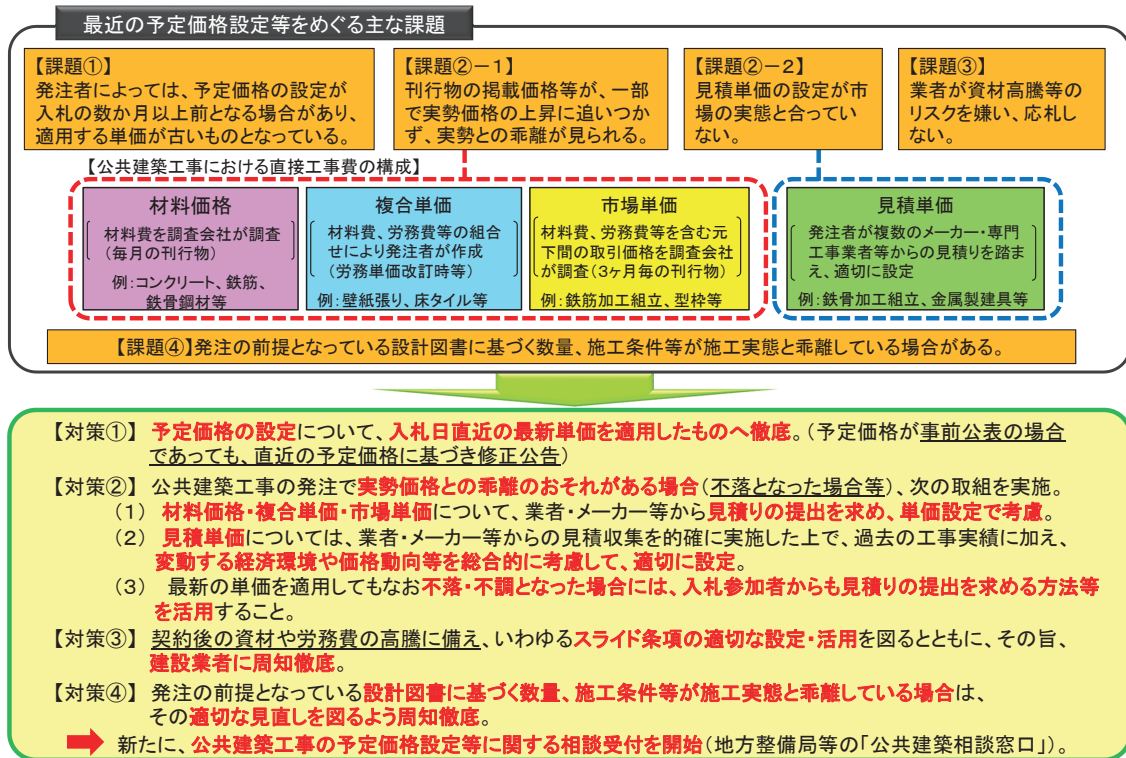 最近の予定価格設定等をめぐる主な課題
【課題①】
発注者によっては、予定価格の設定が
入札の数か月以上前となる場合があり、
適用する単価が古いものとなっている。
【課題②－1】
刊行物の掲載価格等が、一部
で実勢価格の上昇に追いつか
ず、実勢との乖離が見られる。
【課題②－2】
見積単価の設定が市
場の実態と合ってい
ない。
【課題③】
業者が資材高騰等の
リスクを嫌い、応札し
ない。
【公共建築工事における直接工事費の構成】
材料価格
材料費を調査会社が調査
（毎月の刊行物）
例：コンクリート、鉄筋、
鉄骨鋼材等
複合単価
材料費、労務費等の組合
せにより発注者が作成
（労務単価改訂時等）
例：壁紙張り、床タイル等
市場単価
材料費、労務費等を含む元
下間の取引価格を調査会社
が調査（3ヶ月毎の刊行物）
例：鉄筋加工組立、型枠等
見積単価
発注者が複数のメーカー・専門
工事業者等からの見積りを踏ま
え、適切に設定
例：鉄骨加工組立、金属製建具等
【課題④】発注の前提となっている設計図書に基づく数量、施工条件等が施工実態と乖離している場合がある。
【対策①】 予定価格の設定について、入札日直近の最新単価を適用したものへ徹底。（予定価格が事前公表の場合
であっても、直近の予定価格に基づき修正公告）
【対策②】 公共建築工事の発注で実勢価格との乖離のおそれがある場合（不落となった場合等）、次の取組を実施。
（1） 材料価格・複合単価・市場単価について、業者・メーカー等から見積りの提出を求め、単価設定で考慮。
（2） 見積単価については、業者・メーカー等からの見積収集を的確に実施した上で、過去の工事実績に加え、
変動する経済環境や価格動向等を総合的に考慮して、適切に設定。
（3） 最新の単価を適用してもなお不落・不調となった場合には、入札参加者からも見積りの提出を求める方法等
を活用すること。
【対策③】 契約後の資材や労務費の高騰に備え、いわゆるスライド条項の適切な設定・活用を図るとともに、その旨、
建設業者に周知徹底。
【対策④】 発注の前提となっている設計図書に基づく数量、施工条件等が施工実態と乖離している場合は、
その適切な見直しを図るよう周知徹底。
新たに、公共建築工事の予定価格設定等に関する相談受付を開始（地方整備局等の「公共建築相談窓口」）。